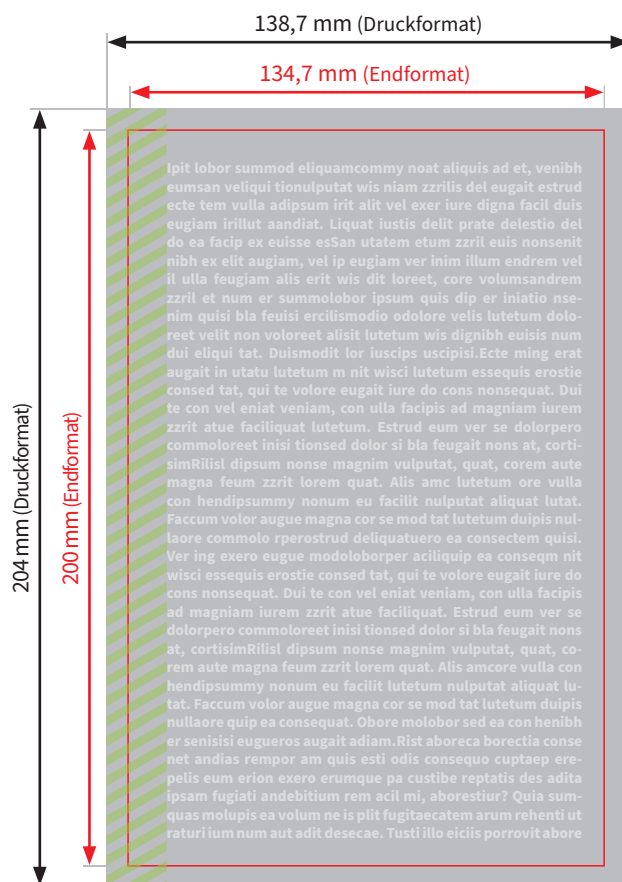 138,7 mm (Druckformat)
134,7 mm (Endformat)
204 mm (Druckformat)
200 mm (Endformat)
Ipit lobor summod eliquamcommy noat aliquis ad et, venibh
eumsan veliqui tionulputat wis niam zzrilis del eugait estrud
ecte tem vulla adipsum irit alit vel exer iure digna facil duis
eugiam irillut aandiat. Liquat iustis delit prate delestio del
do ea facip ex euisse esSan utatem etum zzril euis nonsenit
nibh ex elit augiam, vel ip eugiam ver inim illum endrem vel
il ulla feugiam alis erit wis dit loreet, core volumsandrem
zzril et num er summolobor ipsum quis dip er iniatio nse-
nim quisi bla feuisi ercilismodio odolore velis lutetum dolo-
reet velit non voloreet alisit lutetum wis dignibh euisis num
dui eliqui tat. Duismodit lor iuscips uscipisi.Ecte ming erat
augait in utatu lutetum m nit wisci lutetum essequis erostie
consed tat, qui te volore eugait iure do cons nonsequat. Dui
te con vel eniat veniam, con ulla facipis ad magniam iurem
zzrit atue faciliquat lutetum. Estrud eum ver se dolorpero
commoloreet inisi tionsed dolor si bla feugait nons at, corti-
simRilisl dipsum nonse magnim vulputat, quat, corem aute
magna feum zzrit lorem quat. Alis amc lutetum ore vulla
con hendipsummy nonum eu facilit nulputat aliquat lutat.
Faccum volor augue magna cor se mod tat lutetum duipis nul-
laore commolo rperostrud deliquatuero ea consectem quisi.
Ver ing exero eugue modoloborper aciliquip ea conseqm nit
wisci essequis erostie consed tat, qui te volore eugait iure do
cons nonsequat. Dui te con vel eniat veniam, con ulla facipis
ad magniam iurem zzrit atue faciliquat. Estrud eum ver se
dolorpero commoloreet inisi tionsed dolor si bla feugait nons
at, cortisimRilisl dipsum nonse magnim vulputat, quat, co-
rem aute magna feum zzrit lorem quat. Alis amcore vulla con
hendipsummy nonum eu facilit lutetum nulputat aliquat lu-
tat. Faccum volor augue magna cor se mod tat lutetum duipis
nullaore quip ea consequat. Obore molobor sed ea con henibh
er senisisi eugueros augait adiam.Rist aboreca borectia conse
net andias rempor am quis esti odis consequo cuptaep ere-
pelis eum erion exero erumque pa custibe reptatis des adita
ipsam fugiati andebitium rem acil mi, aborestiur? Quia sum-
quas molupis ea volum ne is plit fugitaecatem arum rehenti ut
raturi ium num aut adit desecae. Tusti illo eiciis porrovit abore